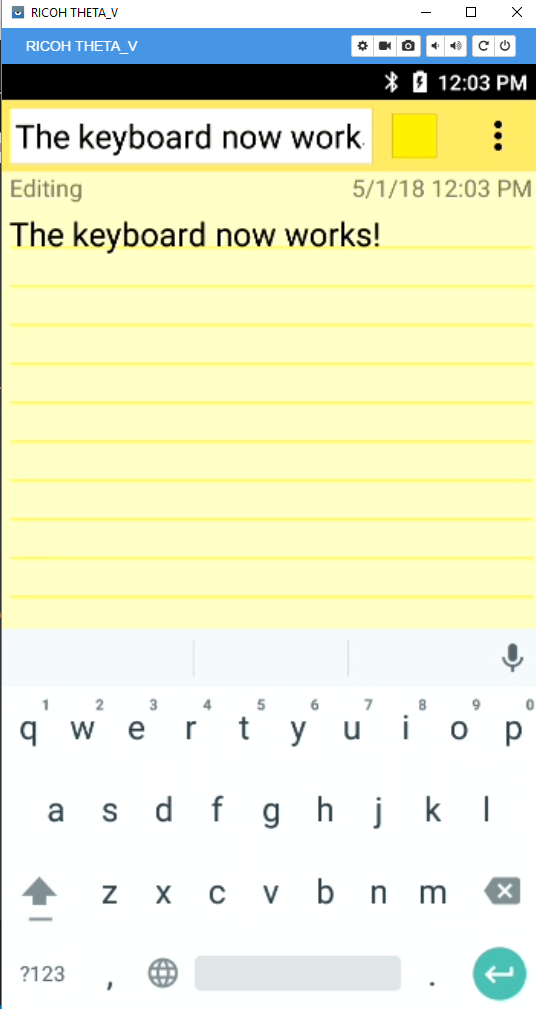 RICOH THETA_V
RICOH THETA_V
12:03 PM
The keyboard now work
Editing 5/1/18 12:03 PM
The keyboard now works!
1 2 3 4 5 6 7 8 9 0
q w e r t y u i o p
a s d f g h j k l
z x c v b n m
?123 , .